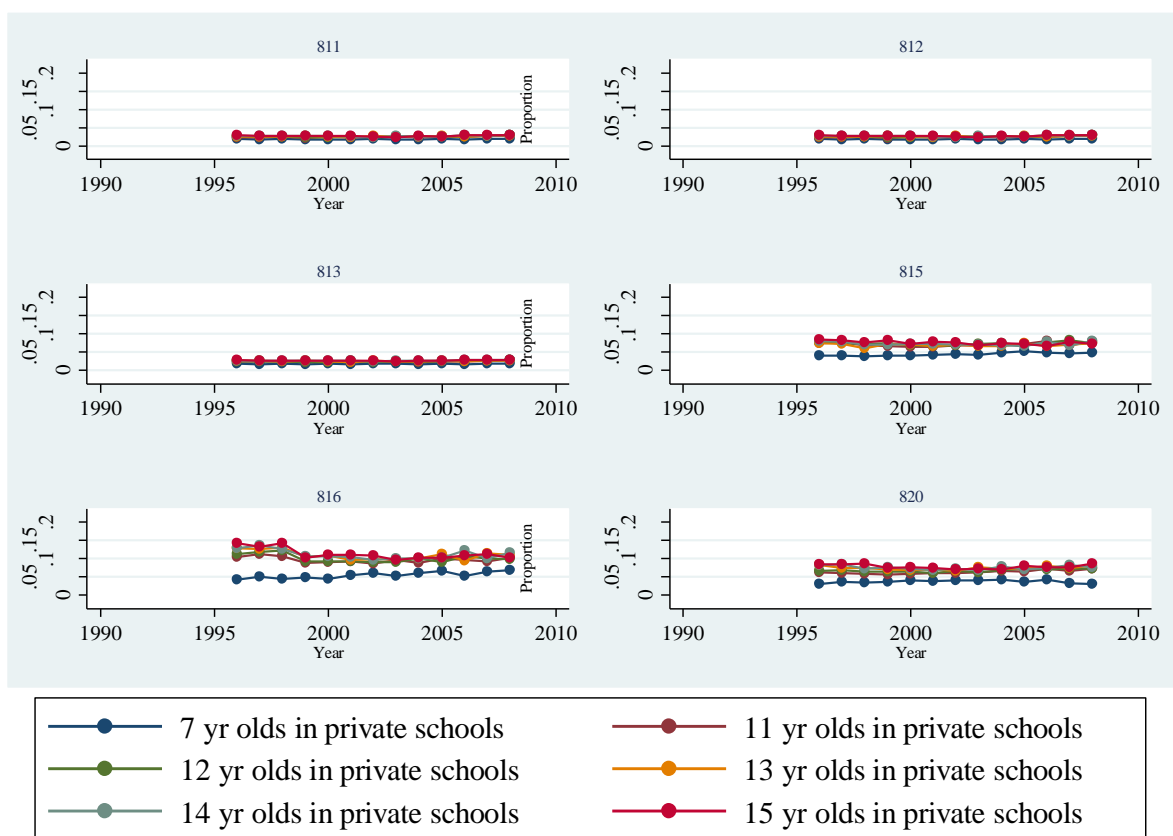 811
812
0 .05 .1 .15 .2
Proportion
0 .05 .1 .15 .2
1990 1995 2000 2005 2010
1990 1995 2000 2005 2010
Year
Year
813
815
0 .05 .1 .15 .2
Proportion
0 .05 .1 .15 .2
1990 1995 2000 2005 2010
1990 1995 2000 2005 2010
Year
Year
816
820
0 .05 .1 .15 .2
Proportion
0 .05 .1 .15 .2
1990 1995 2000 2005 2010
1990 1995 2000 2005 2010
Year
Year
7 yr olds in private schools
11 yr olds in private schools
12 yr olds in private schools
13 yr olds in private schools
14 yr olds in private schools
15 yr olds in private schools